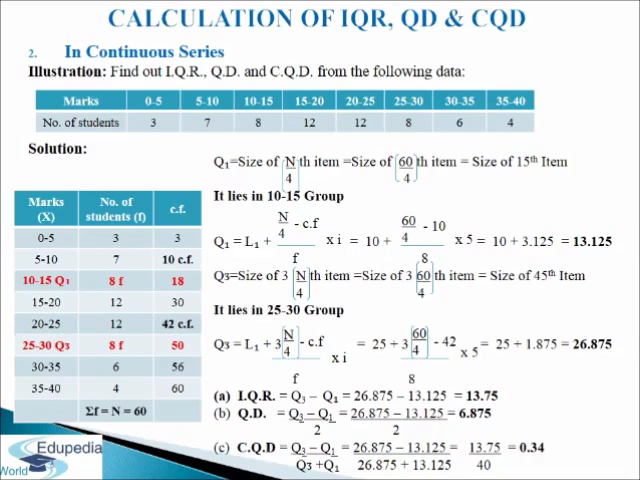 CALCULATION OF IQR, QD & CQD
2. In Continuous Series
Illustration: Find out I.Q.R., Q.D. and C.Q.D. from the following data:
Marks 0-5 5-10 10-15 15-20 20-25 25-30 30-35 35-40
No. of students 3 7 8 12 12 8 6 4
Solution:
Q₁=Size of (N/4)th item =Size of (60/4)th item = Size of 15th Item
It lies in 10-15 Group
Q₁ = L₁ + (N/4 - c.f)/f x i = 10 + (60/4 - 10)/8 x 5 = 10 + 3.125 = 13.125
Q₃=Size of 3 (N/4)th item =Size of 3 (60/4)th item = Size of 45th Item
It lies in 25-30 Group
Q₃ = L₁ + (3(N/4) - c.f)/f x i = 25 + (3(60/4) - 42)/8 x 5 = 25 + 1.875 = 26.875
(a) I.Q.R. = Q₃ – Q₁ = 26.875 – 13.125 = 13.75
(b) Q.D. = (Q₃ – Q₁)/2 = (26.875 – 13.125)/2 = 6.875
(c) C.Q.D = (Q₃ – Q₁)/(Q₃ +Q₁) = (26.875 – 13.125)/(26.875 + 13.125) = 13.75/40 = 0.34
Marks (X) No. of students (f) c.f.
0-5 3 3
5-10 7 10 c.f.
10-15 Q₁ 8 f 18
15-20 12 30
20-25 12 42 c.f.
25-30 Q₃ 8 f 50
30-35 6 56
35-40 4 60
Σf = N = 60
Edupedia
World